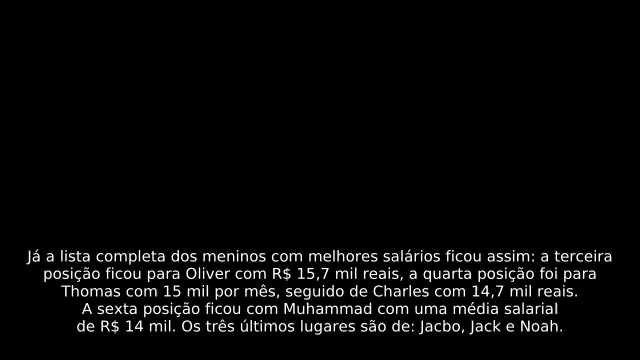 Já a lista completa dos meninos com melhores salários ficou assim: a terceira
posição ficou para Oliver com R$ 15,7 mil reais, a quarta posição foi para
Thomas com 15 mil por mês, seguido de Charles com 14,7 mil reais.
A sexta posição ficou com Muhammad com uma média salarial
de R$ 14 mil. Os três últimos lugares são de: Jacbo, Jack e Noah.